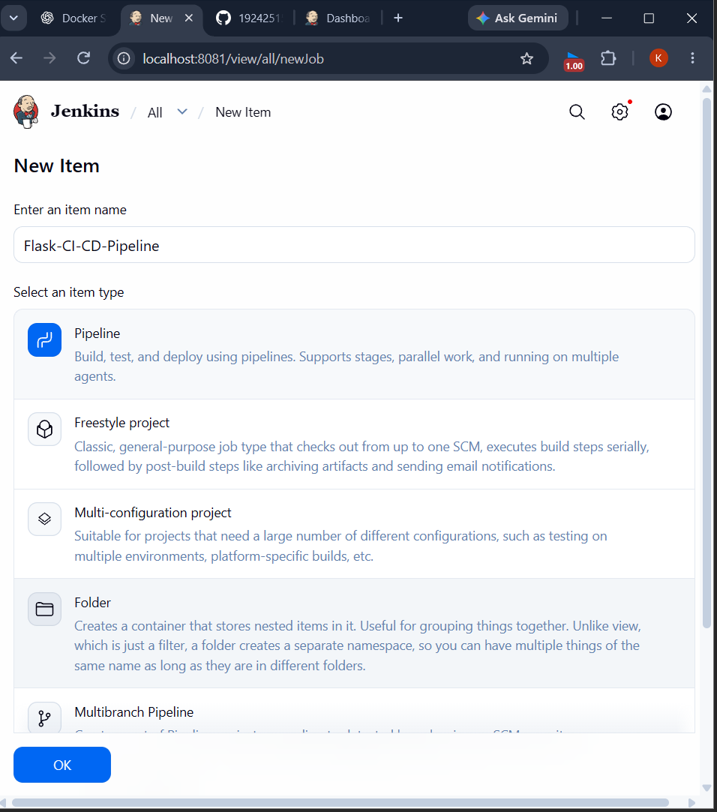 Docker S
New
1924251
Dashboa
Ask Gemini
localhost:8081/view/all/newJob
1.00
K
Jenkins / All / New Item
New Item
Enter an item name
Flask-CI-CD-Pipeline
Select an item type
Pipeline
Build, test, and deploy using pipelines. Supports stages, parallel work, and running on multiple
agents.
Freestyle project
Classic, general-purpose job type that checks out from up to one SCM, executes build steps serially,
followed by post-build steps like archiving artifacts and sending email notifications.
Multi-configuration project
Suitable for projects that need a large number of different configurations, such as testing on
multiple environments, platform-specific builds, etc.
Folder
Creates a container that stores nested items in it. Useful for grouping things together. Unlike view,
which is just a filter, a folder creates a separate namespace, so you can have multiple things of the
same name as long as they are in different folders.
Multibranch Pipeline
OK